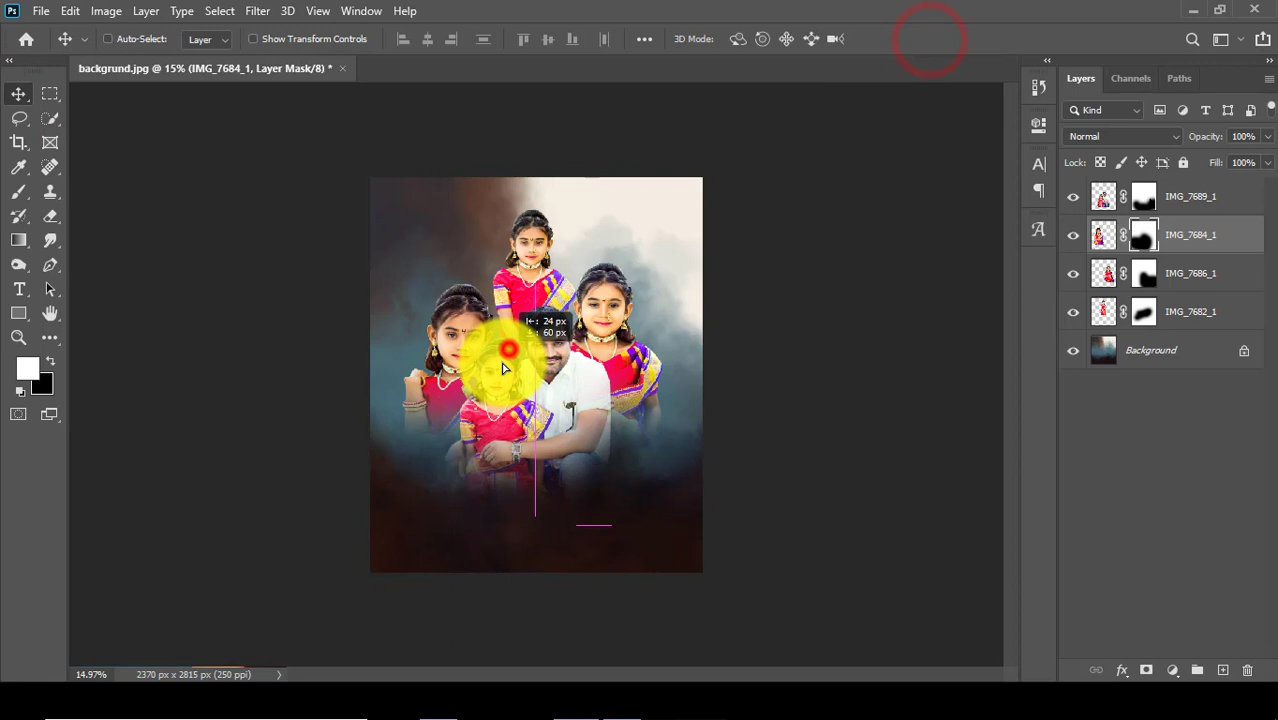 Ps File Edit Image Layer Type Select Filter 3D View Window Help
Auto-Select: Layer Show Transform Controls ••• 3D Mode:
backgrund.jpg @ 15% (IMG_7684_1, Layer Mask/8) * ×
Layers Channels Paths
Kind
Normal Opacity: 100%
Lock: Fill: 100%
IMG_7689_1
IMG_7684_1
IMG_7686_1
IMG_7682_1
Background
24 px
60 px
14.97% 2370 px x 2815 px (250 ppi)